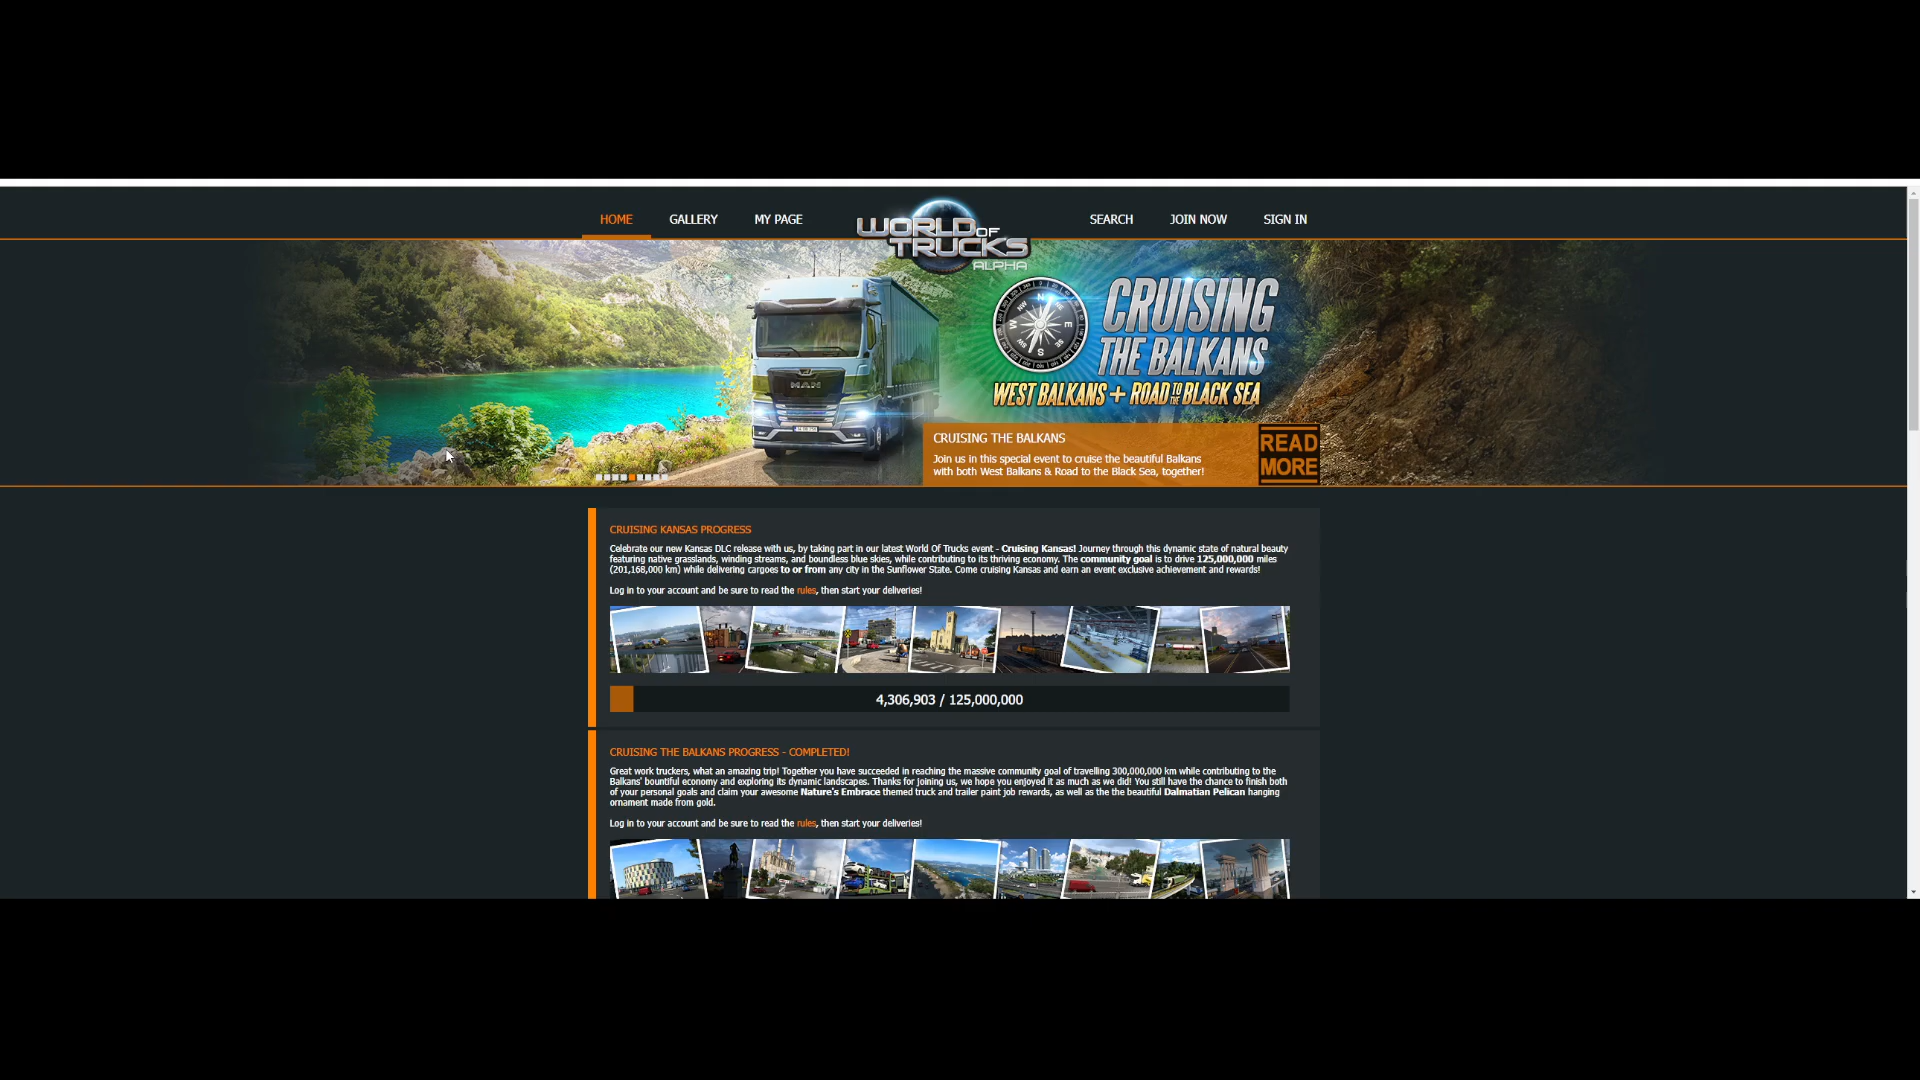 HOME
GALLERY
MY PAGE
WORLD OF
TRUCKS
ALPHA
SEARCH
JOIN NOW
SIGN IN
MAN
N
W
E
S
CRUISING
THE BALKANS
WEST BALKANS + ROAD TO THE BLACK SEA
CRUISING THE BALKANS
Join us in this special event to cruise the beautiful Balkans
with both West Balkans & Road to the Black Sea, together!
READ
MORE
CRUISING KANSAS PROGRESS
Celebrate our new Kansas DLC release with us, by taking part in our latest World Of Trucks event - Cruising Kansas! Journey through this dynamic state of natural beauty
featuring native grasslands, winding streams, and boundless blue skies, while contributing to its thriving economy. The community goal is to drive 125,000,000 miles
(201,168,000 km) while delivering cargoes to or from any city in the Sunflower State. Come cruising Kansas and earn an event exclusive achievement and rewards!
Log in to your account and be sure to read the rules, then start your deliveries!
4,306,903 / 125,000,000
CRUISING THE BALKANS PROGRESS - COMPLETED!
Great work truckers, what an amazing trip! Together you have succeeded in reaching the massive community goal of travelling 300,000,000 km while contributing to the
Balkans' bountiful economy and exploring its dynamic landscapes. Thanks for joining us, we hope you enjoyed it as much as we did! You still have the chance to finish both
of your personal goals and claim your awesome Nature's Embrace themed truck and trailer paint job rewards, as well as the the beautiful Dalmatian Pelican hanging
ornament made from gold.
Log in to your account and be sure to read the rules, then start your deliveries!